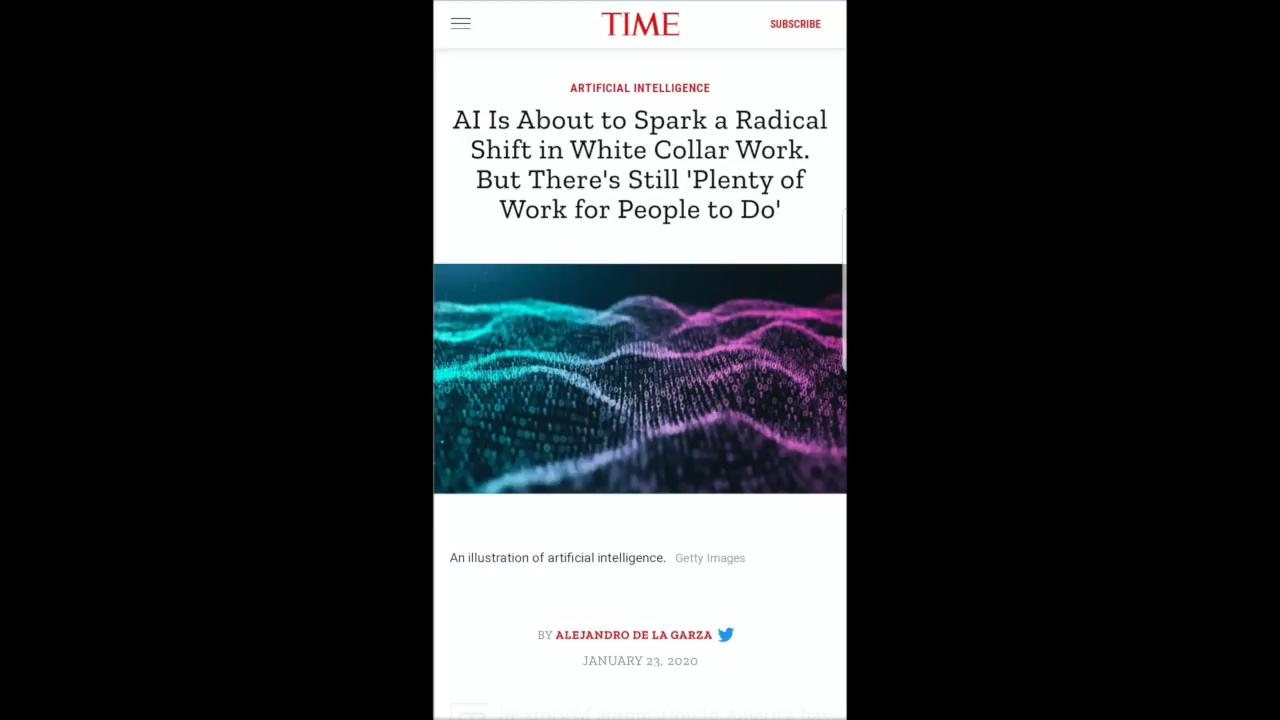 TIME
SUBSCRIBE
ARTIFICIAL INTELLIGENCE
AI Is About to Spark a Radical
Shift in White Collar Work.
But There's Still 'Plenty of
Work for People to Do'
An illustration of artificial intelligence. Getty Images
BY ALEJANDRO DE LA GARZA
JANUARY 23, 2020